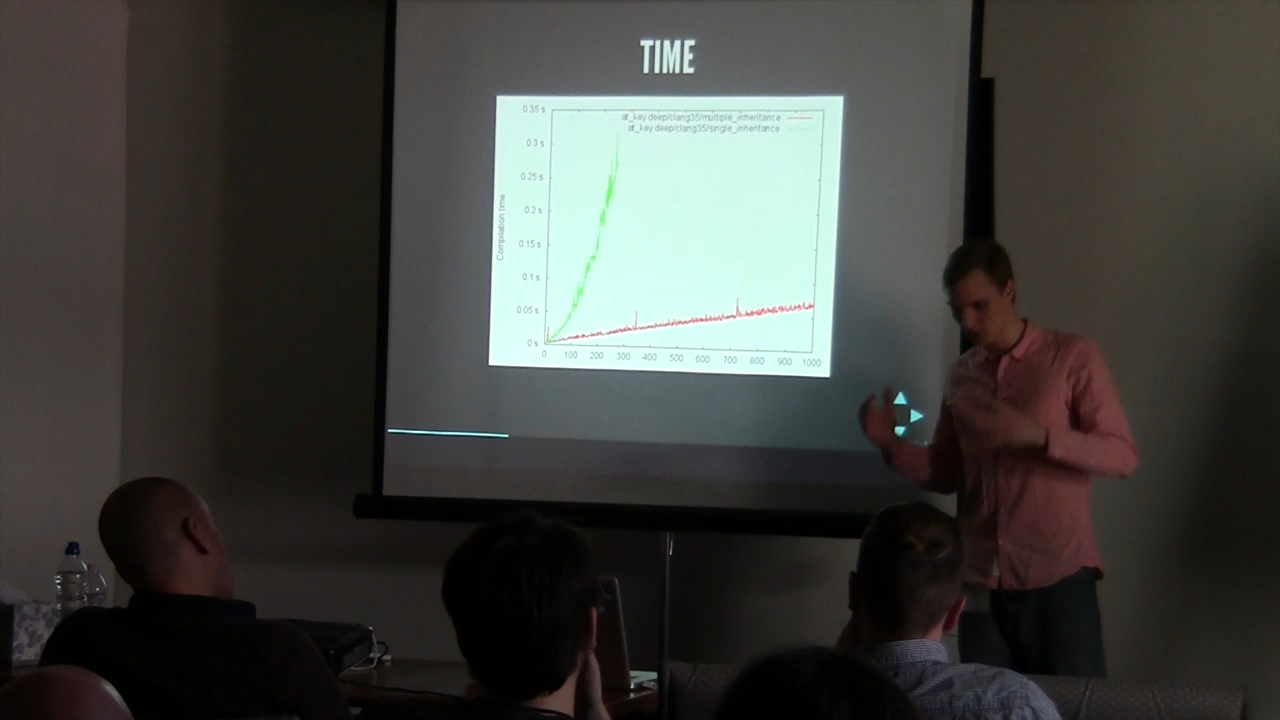 TIME
0.35 s
at_key.deep/clang35/multiple_inheritance
at_key.deep/clang35/single_inheritance
0.3 s
0.25 s
0.2 s
0.15 s
0.1 s
0.05 s
0 s
Compilation time
0 100 200 300 400 500 600 700 800 900 1000